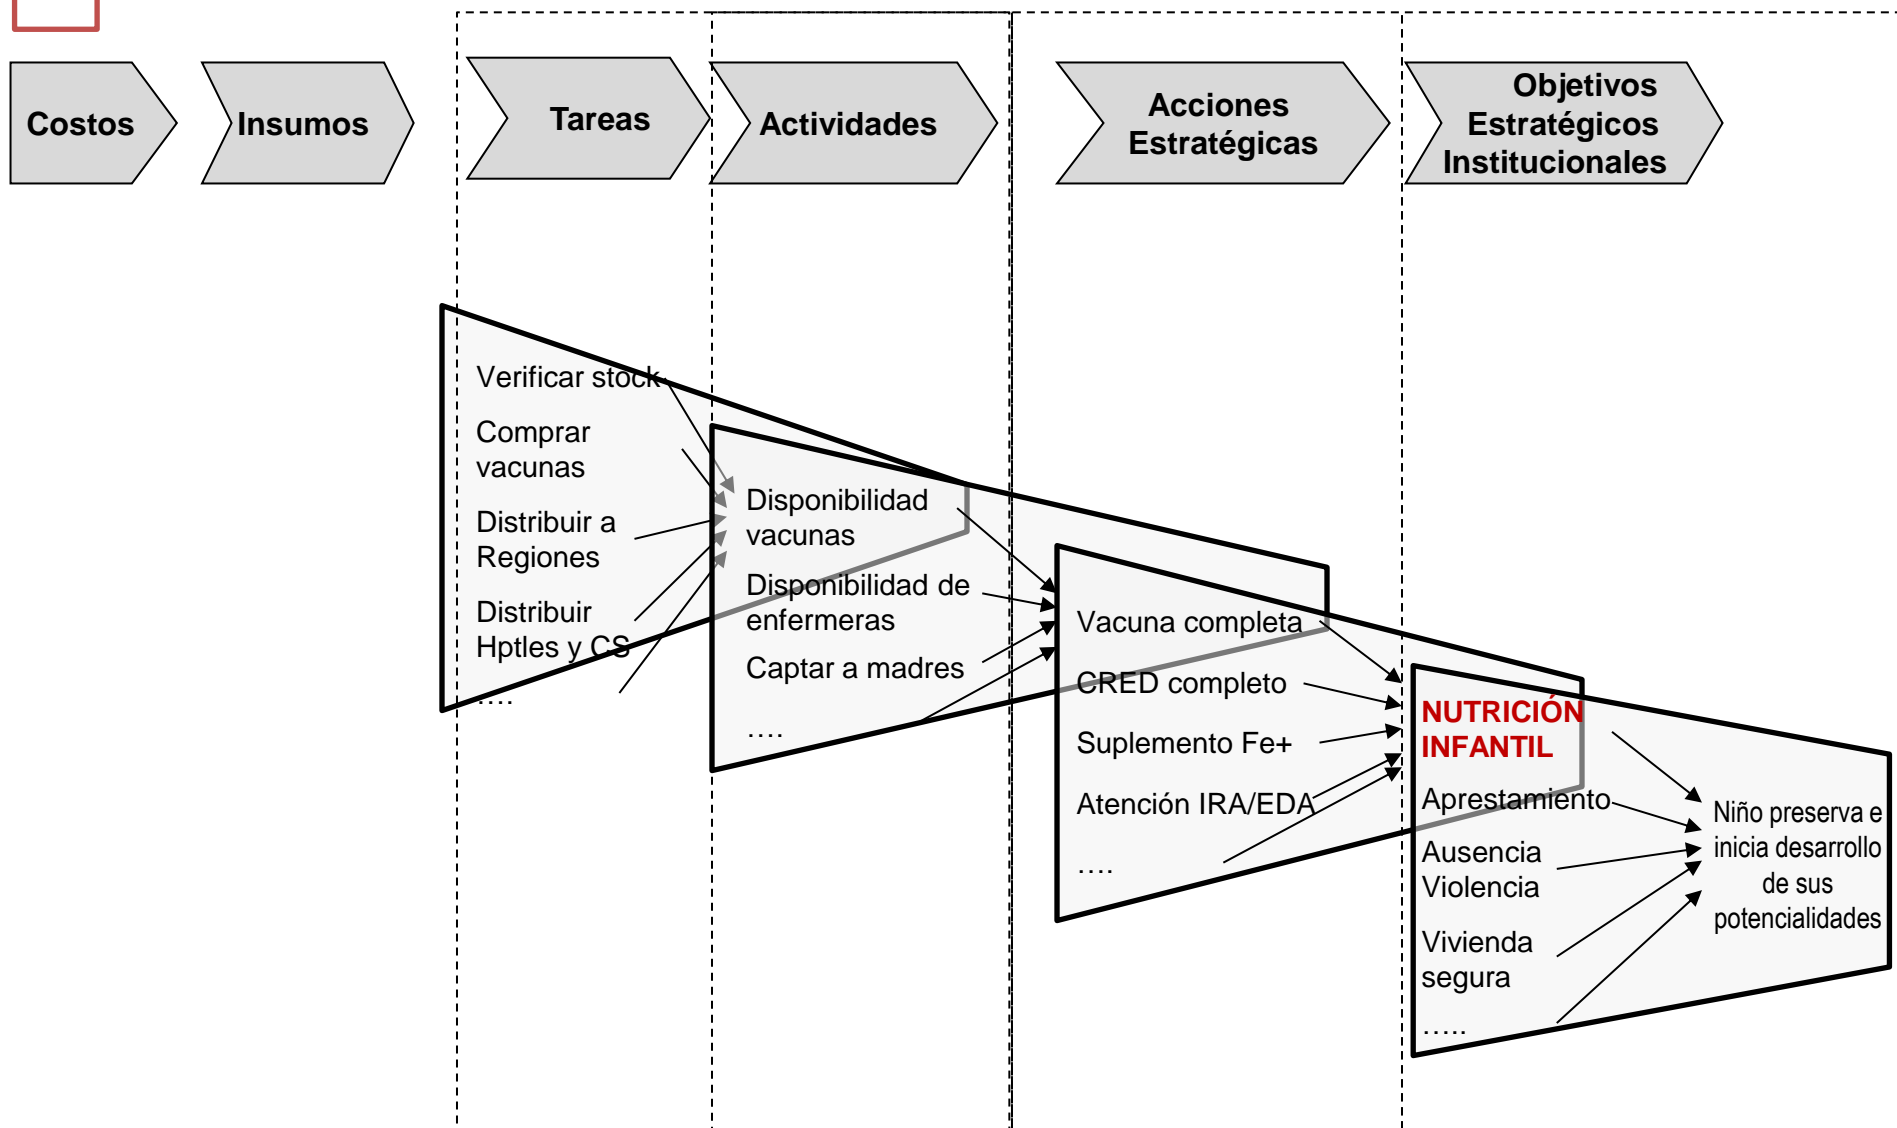 Costos
Insumos
Tareas
Actividades
Acciones
Estratégicas
Objetivos
Estratégicos
Institucionales
Verificar stock
Comprar
vacunas
Distribuir a
Regiones
Distribuir
Hptles y CS
....
Disponibilidad
vacunas
Disponibilidad de
enfermeras
Captar a madres
....
Vacuna completa
CRED completo
Suplemento Fe+
Atención IRA/EDA
....
NUTRICIÓN
INFANTIL
Aprestamiento
Ausencia
Violencia
Vivienda
segura
.....
Niño preserva e
inicia desarrollo
de sus
potencialidades